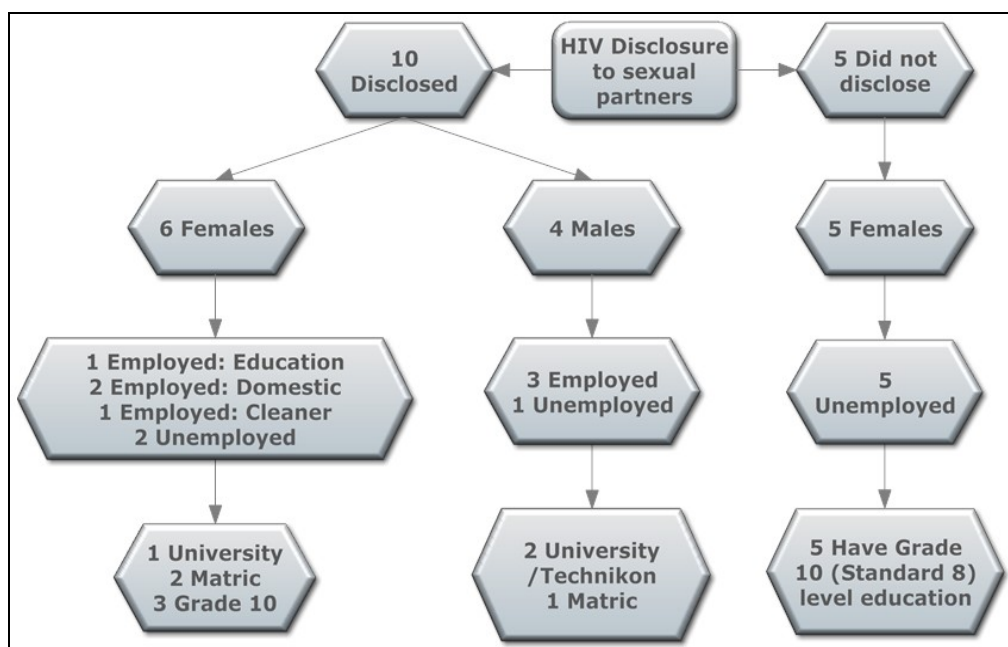 10
Disclosed
HIV Disclosure
to sexual
partners
5 Did not
disclose
6 Females
4 Males
5 Females
1 Employed: Education
2 Employed: Domestic
1 Employed: Cleaner
2 Unemployed
3 Employed
1 Unemployed
5
Unemployed
1 University
2 Matric
3 Grade 10
2 University
/Technikon
1 Matric
5 Have Grade
10 (Standard 8)
level education